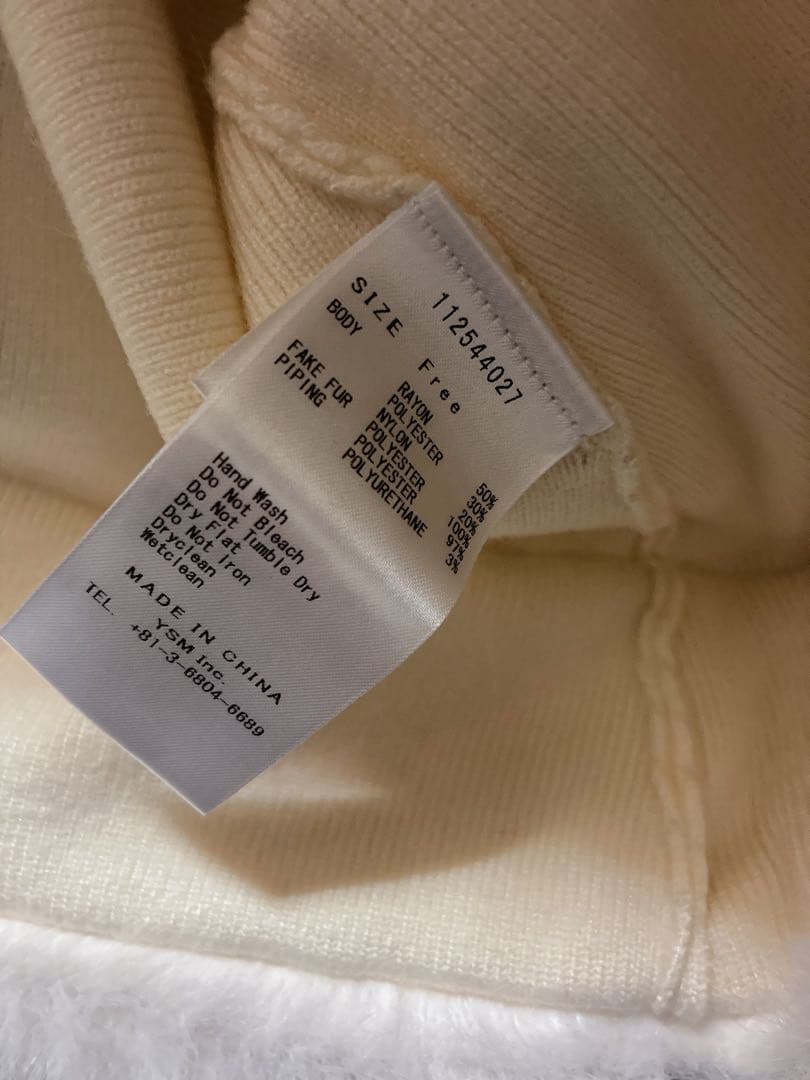 112544027
SIZE Free
BODY RAYON 50%
POLYESTER 30%
NYLON 20%
FAKE FUR POLYESTER 100%
PIPING POLYESTER 97%
POLYURETHANE 3%
Hand Wash
Do Not Bleach
Do Not Tumble Dry
Dry Flat
Do Not Iron
Dryclean
Wetclean
MADE IN CHINA
YSM Inc.
TEL. +81-3-6804-6689